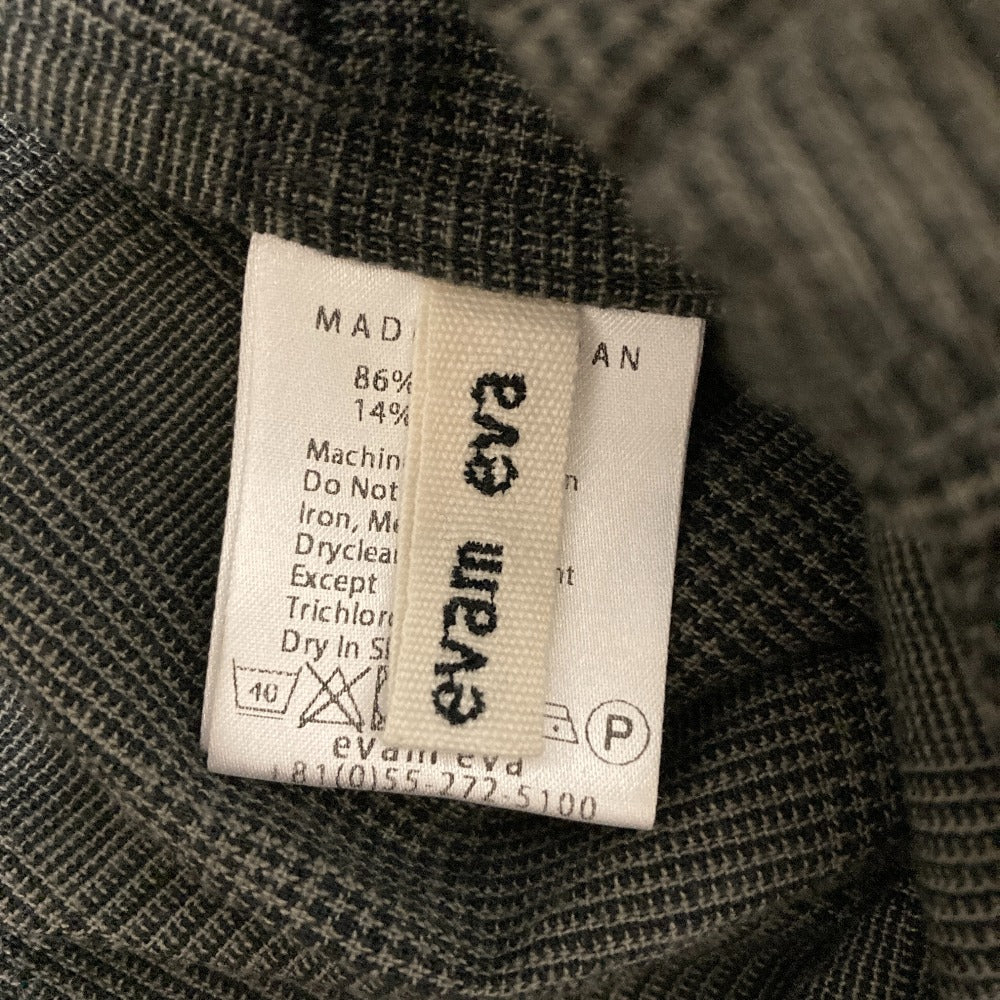 MAD AN
86%
14%
Machin n
Do Not
Iron, Me
Dryclea nt
Except
Trichlor
Dry In S
40 P
evam eva
+81(0)55-272-5100
evam eva